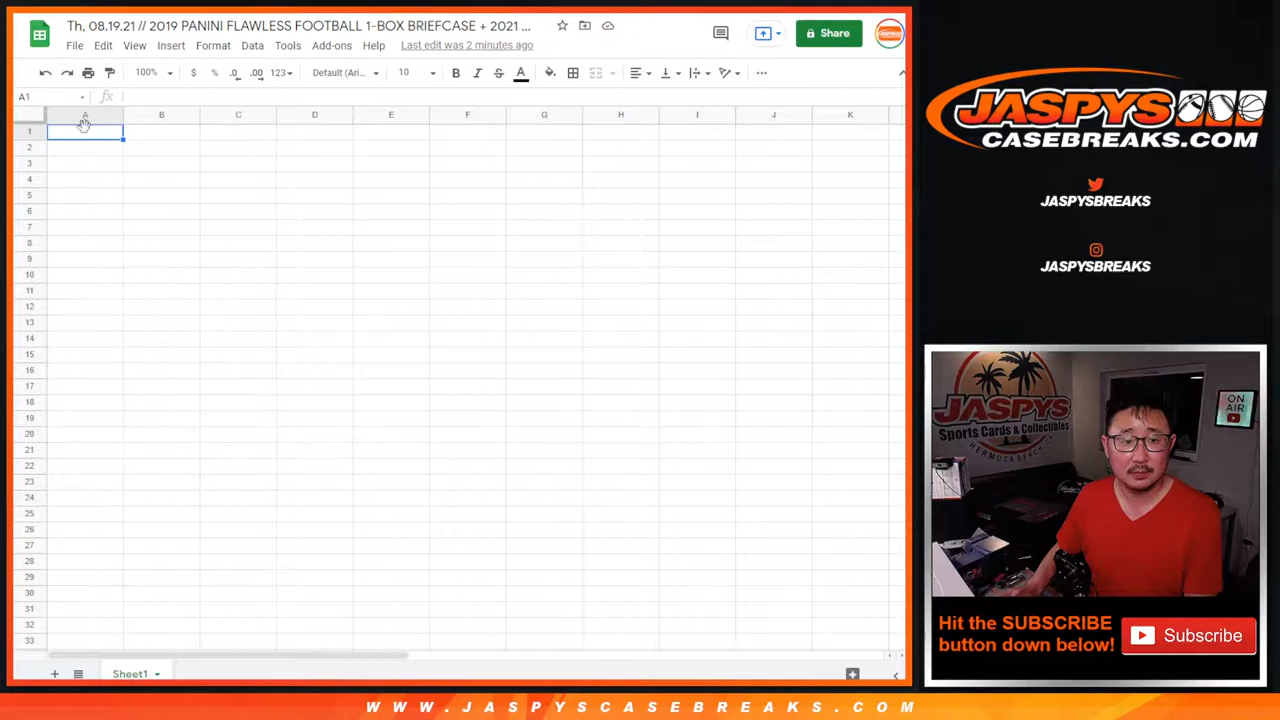 Th, 08.19.21 // 2019 PANINI FLAWLESS FOOTBALL 1-BOX BRIEFCASE + 2021 ...
File Edit View Insert Format Data Tools Add-ons Help Last edit was 2 minutes ago
Share
100% $ % .0 .00 123 Default (Ari... 10 B I S A
A1 fx
A B C D E F G H I J K
1
2
3
4
5
6
7
8
9
10
11
12
13
14
15
16
17
18
19
20
21
22
23
24
25
26
27
28
29
30
31
32
33
Sheet1
JASPYS
CASEBREAKS.COM
JASPYSBREAKS
JASPYSBREAKS
JASPYS
Sports Cards & Collectibles
HERMOSA BEACH, CA
ON
AIR
Hit the SUBSCRIBE
button down below!
Subscribe
WWW.JASPYSCASEBREAKS.COM